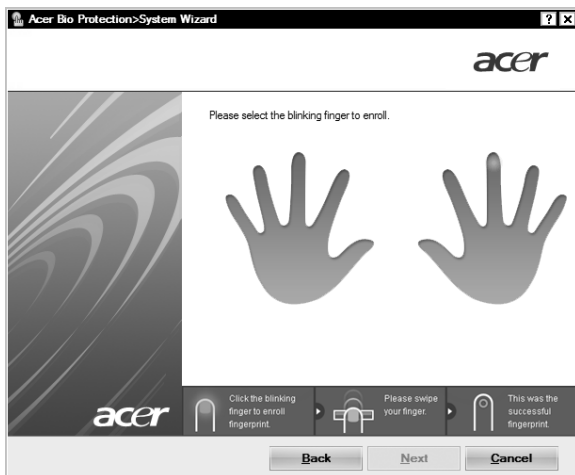 Acer Bio Protection>System Wizard
acer
Please select the blinking finger to enroll.
acer
Click the blinking
finger to enroll
fingerprint.
Please swipe
your finger.
This was the
successful
fingerprint.
Back
Next
Cancel